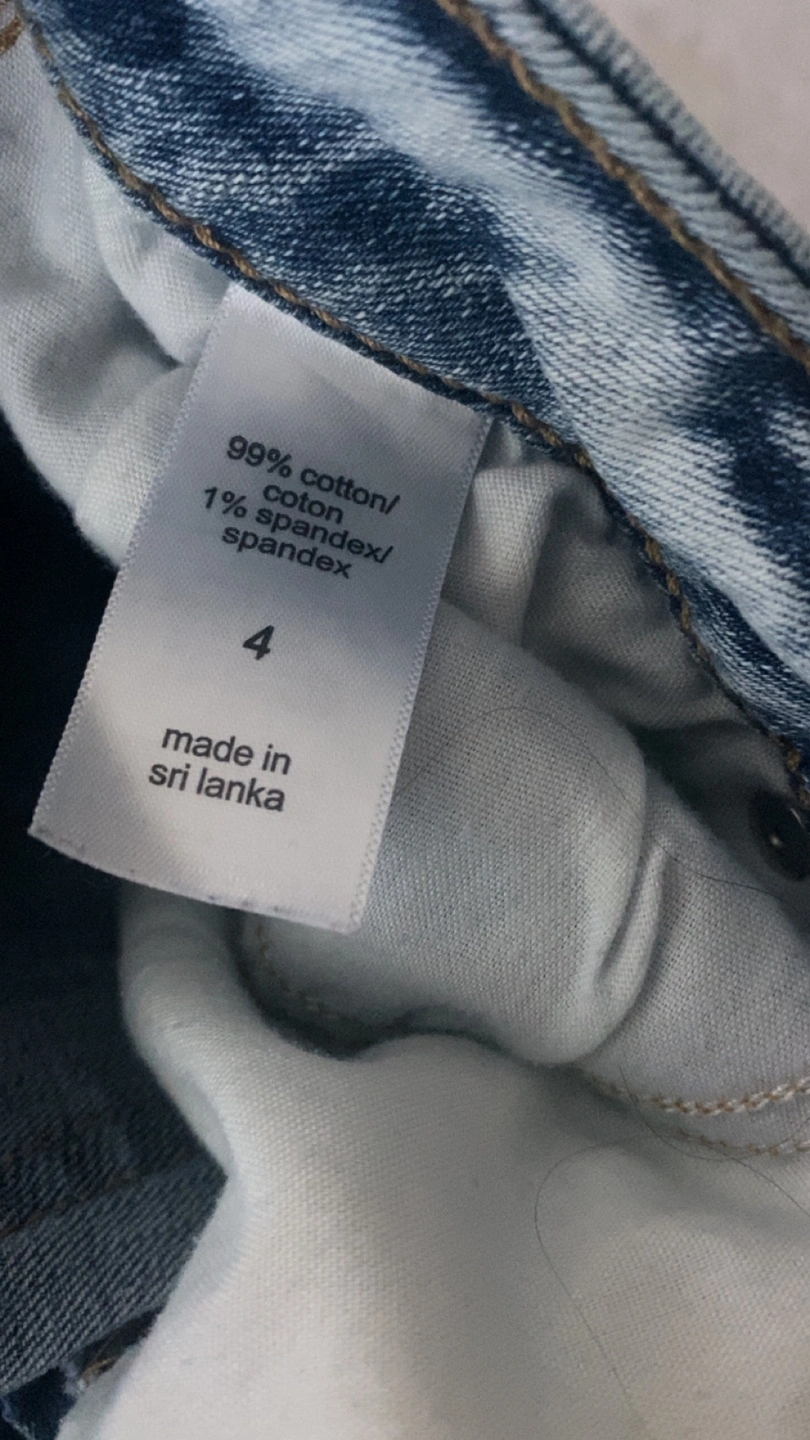 99% cotton/
coton
1% spandex/
spandex
4
made in
sri lanka